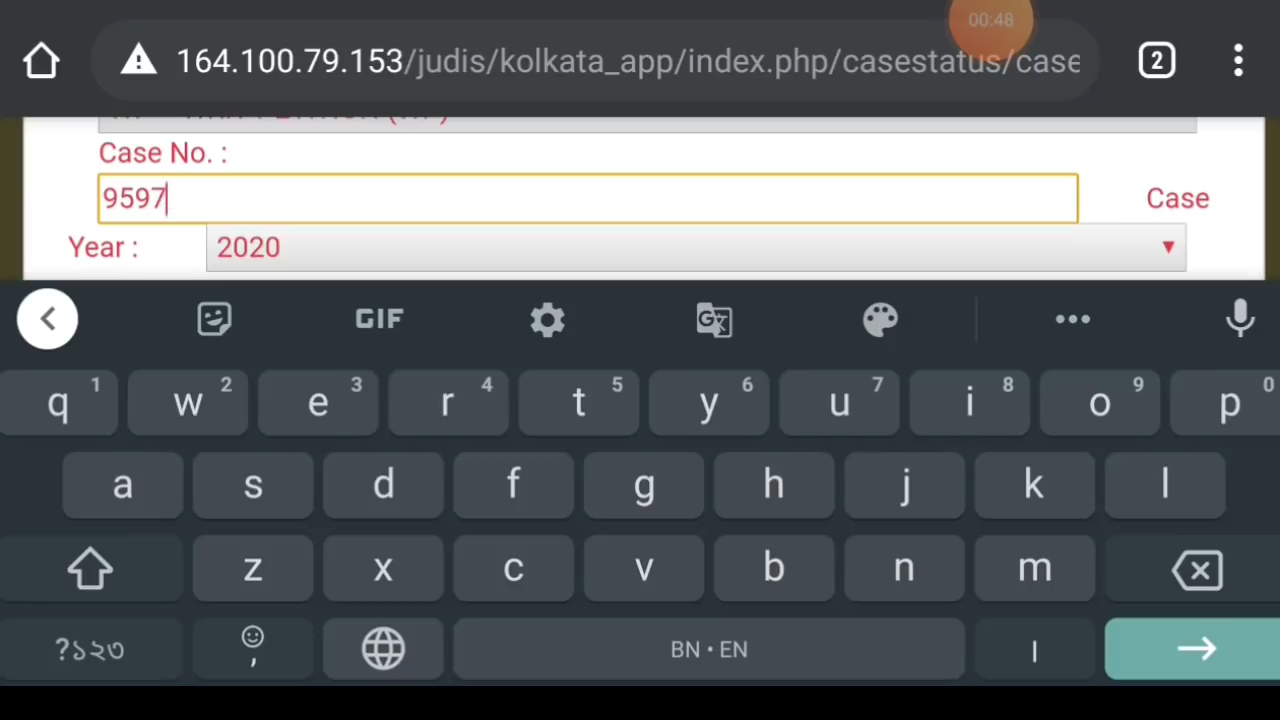 00:48
164.100.79.153/judis/kolkata_app/index.php/casestatus/case
2
Case No. :
9597
Case
Year :
2020
GIF
q 1 w 2 e 3 r 4 t 5 y 6 u 7 i 8 o 9 p 0
a s d f g h j k l
z x c v b n m
?১২৩ , BN • EN ।